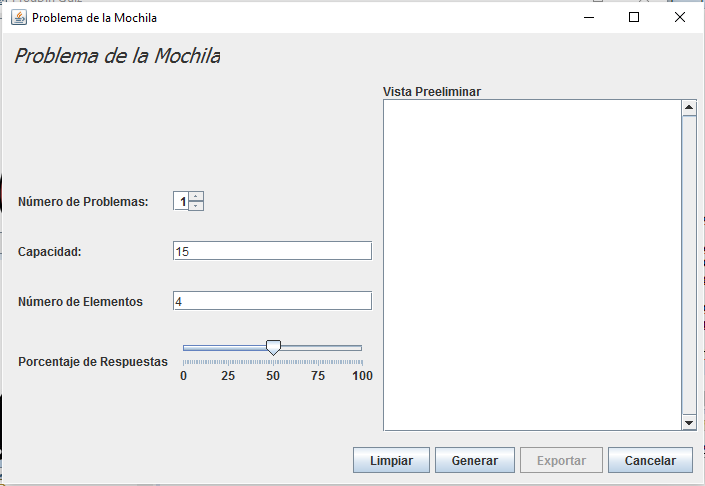 Problema de la Mochila
Problema de la Mochila
Vista Preeliminar
Número de Problemas: 1
Capacidad: 15
Número de Elementos 4
Porcentaje de Respuestas
0 25 50 75 100
Limpiar Generar Exportar Cancelar